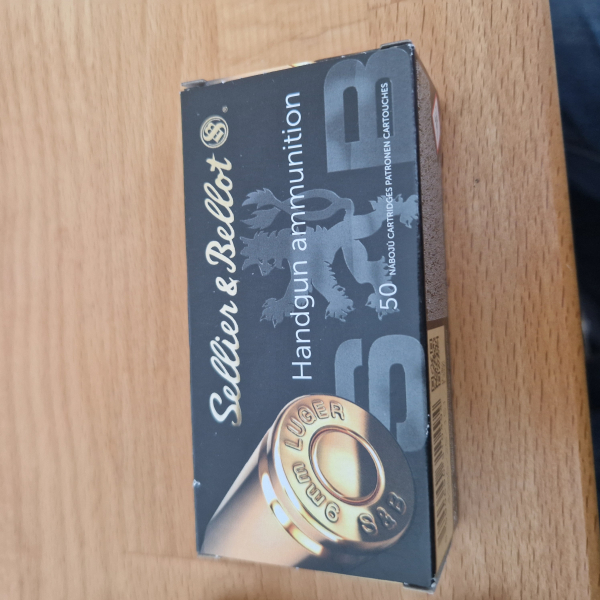 Sellier & Bellot
Handgun ammunition
50 NÁBOJŮ CARTRIDGES PATRONEN CARTOUCHES
S B
9mm LUGER
S&B